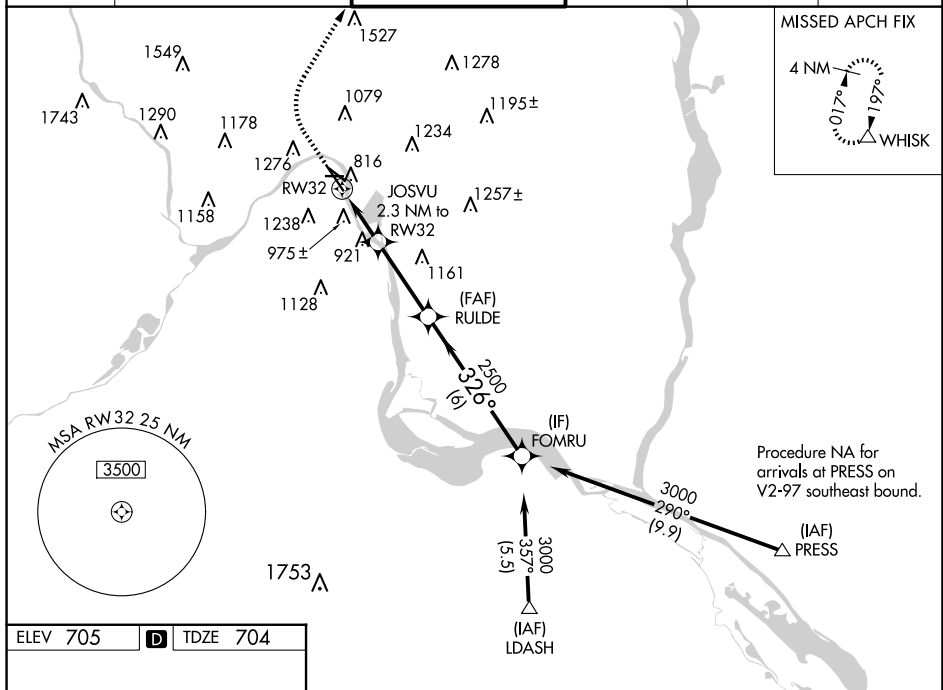 MISSED APCH FIX
4 NM
017°
197°
WHISK
1527
1549
1278
1743
1290
1178
1079
1195±
1276
1234
816
RW32
JOSVU
2.3 NM to
RW32
1158
1238
1257±
975±
921
1161
1128
(FAF)
RULDE
2500
326°
(6)
(IF)
FOMRU
MSA RW32 25 NM
3500
Procedure NA for
arrivals at PRESS on
V2-97 southeast bound.
3000
290°
(9.9)
(IAF)
PRESS
3000
357°
(5.5)
1753
(IAF)
LDASH
ELEV 705
D
TDZE 704